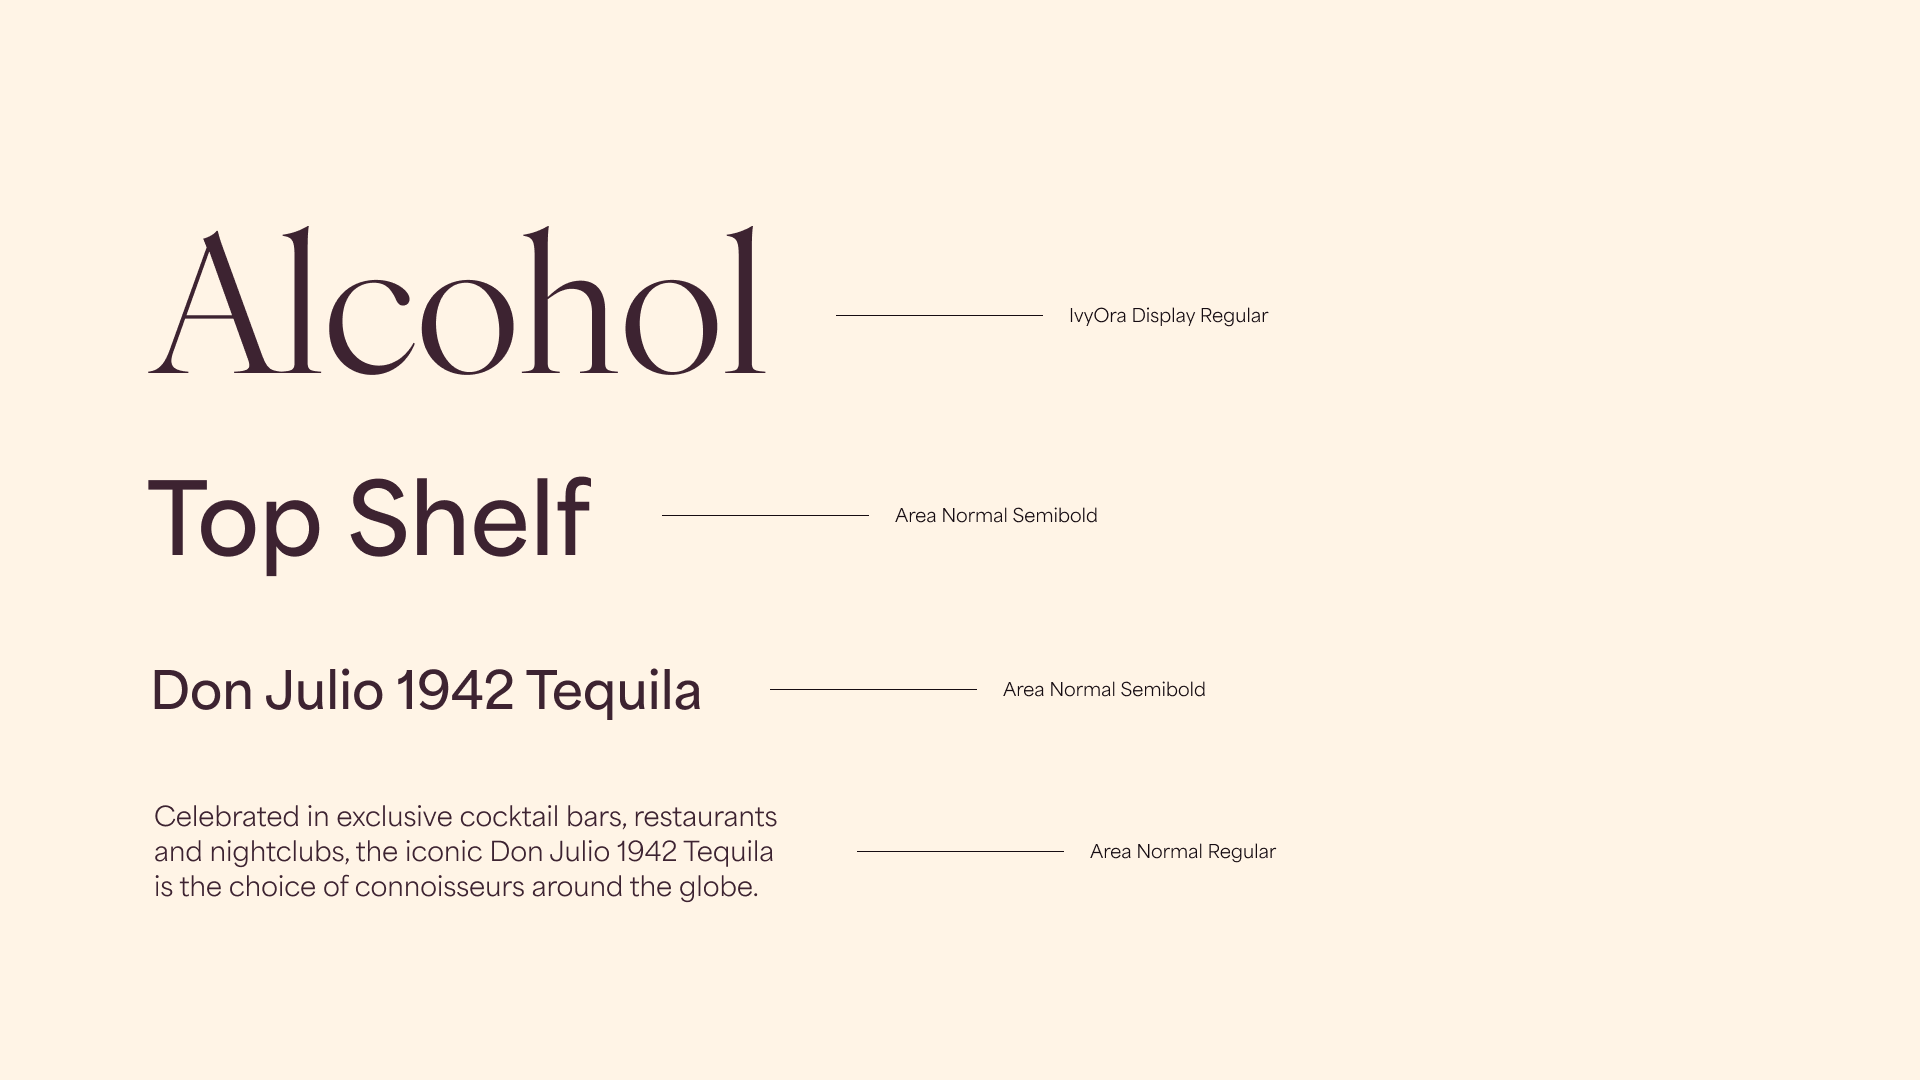 Alcohol
IvyOra Display Regular
Top Shelf
Area Normal Semibold
Don Julio 1942 Tequila
Area Normal Semibold
Celebrated in exclusive cocktail bars, restaurants
and nightclubs, the iconic Don Julio 1942 Tequila
is the choice of connoisseurs around the globe.
Area Normal Regular